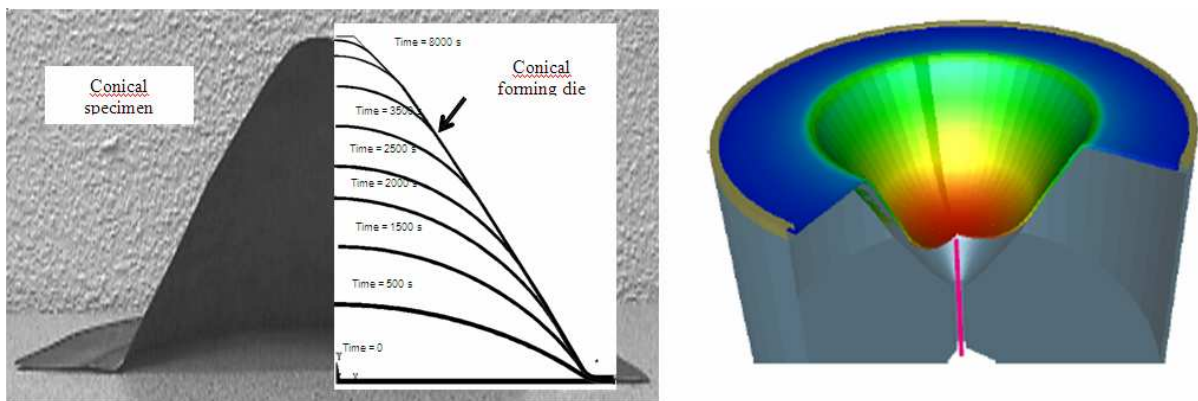 Conical
specimen
Time = 8000 s
Conical
forming die
Time = 3500 s
Time = 2500 s
Time = 2000 s
Time = 1500 s
Time = 500 s
Time = 0
Y
X